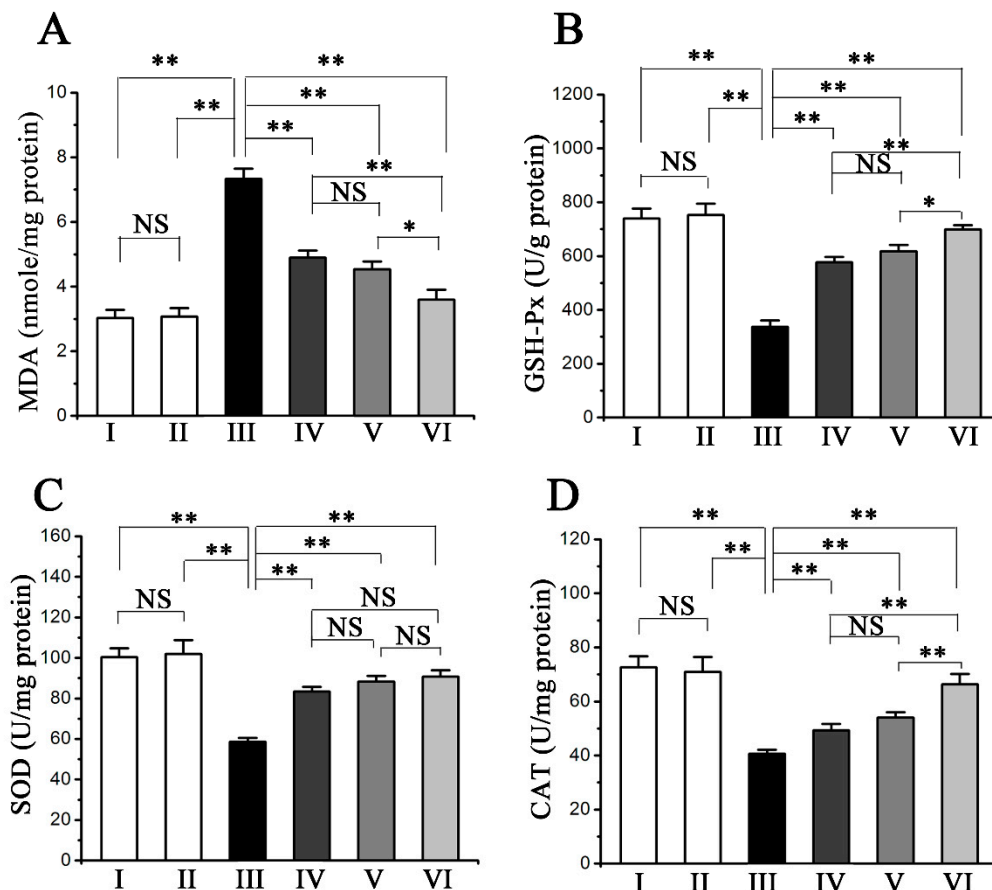 A
** **
** **
**
NS **
NS *
MDA (nmole/mg protein)
10
8
6
4
2
0
I II III IV V VI
B
** **
** **
**
NS **
NS *
GSH-Px (U/g protein)
1200
1000
800
600
400
200
0
I II III IV V VI
C
** **
** **
**
NS NS
NS NS
SOD (U/mg protein)
160
140
120
100
80
60
40
20
0
I II III IV V VI
D
** **
** **
**
NS **
NS **
CAT (U/mg protein)
120
100
80
60
40
20
0
I II III IV V VI